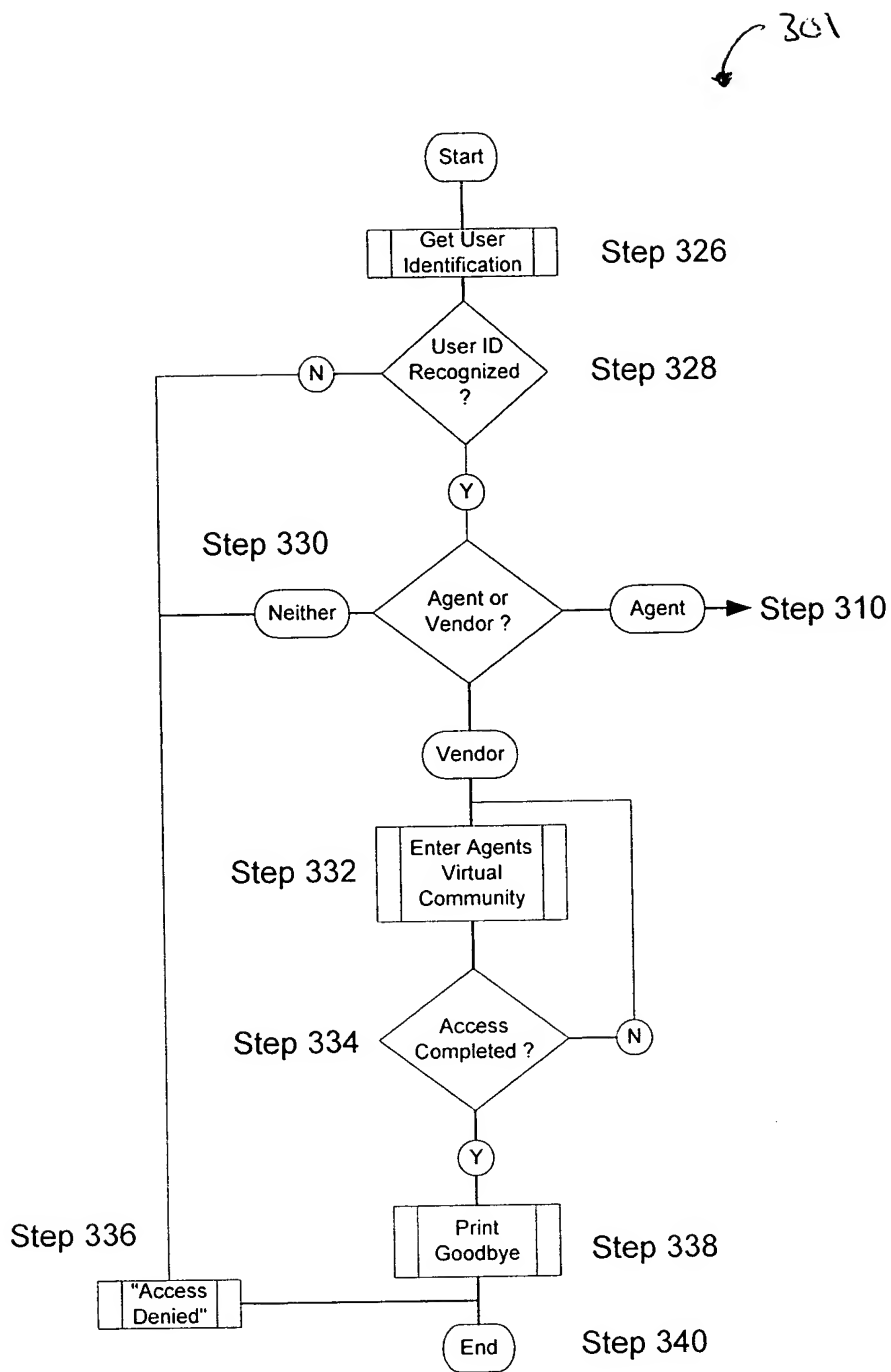 301
Start
Get User
Identification
Step 326
User ID
Recognized
?
Step 328
N
Y
Step 330
Neither
Agent or
Vendor ?
Agent
Step 310
Vendor
Step 332
Enter Agents
Virtual
Community
Step 334
Access
Completed ?
N
Y
Step 336
Print
Goodbye
Step 338
"Access
Denied"
End
Step 340